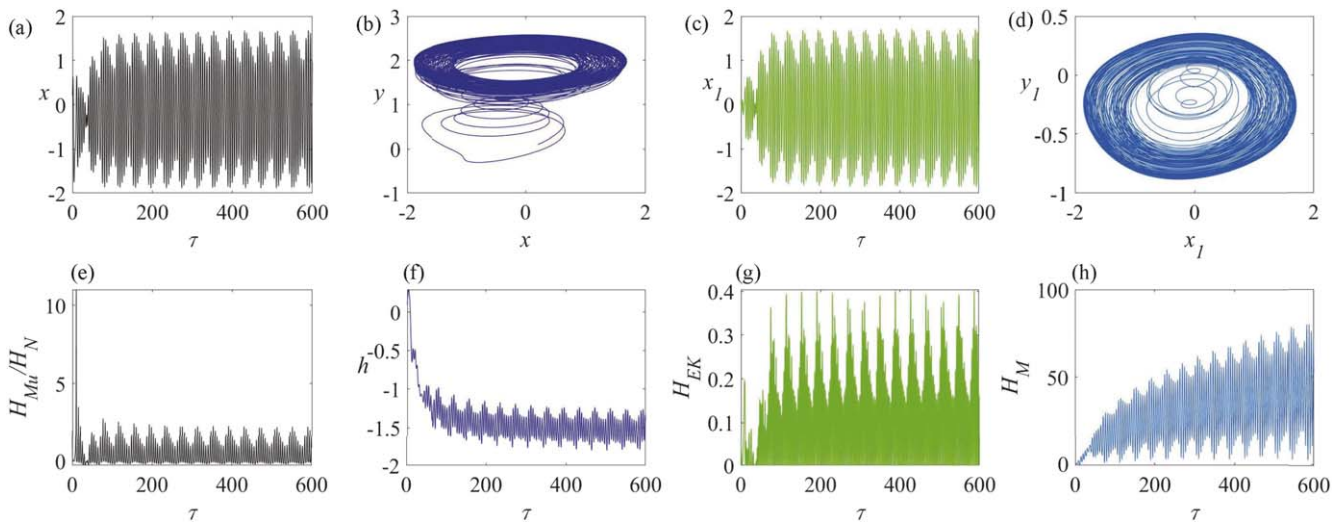 (a)
2
1
x
0
-1
-2
0 200 400 600
τ
(b)
3
2
y
1
0
-1
-2 0 2
x
(c)
2
1
x1
0
-1
-2
0 200 400 600
τ
(d)
0.5
0
y1
-0.5
-1
-2 0 2
x1
(e)
10
HMu/HN
5
0
0 200 400 600
τ
(f)
0
-0.5
h
-1
-1.5
-2
0 200 400 600
τ
(g)
0.4
0.3
HEK
0.2
0.1
0
0 200 400 600
τ
(h)
100
HM
50
0
0 200 400 600
τ